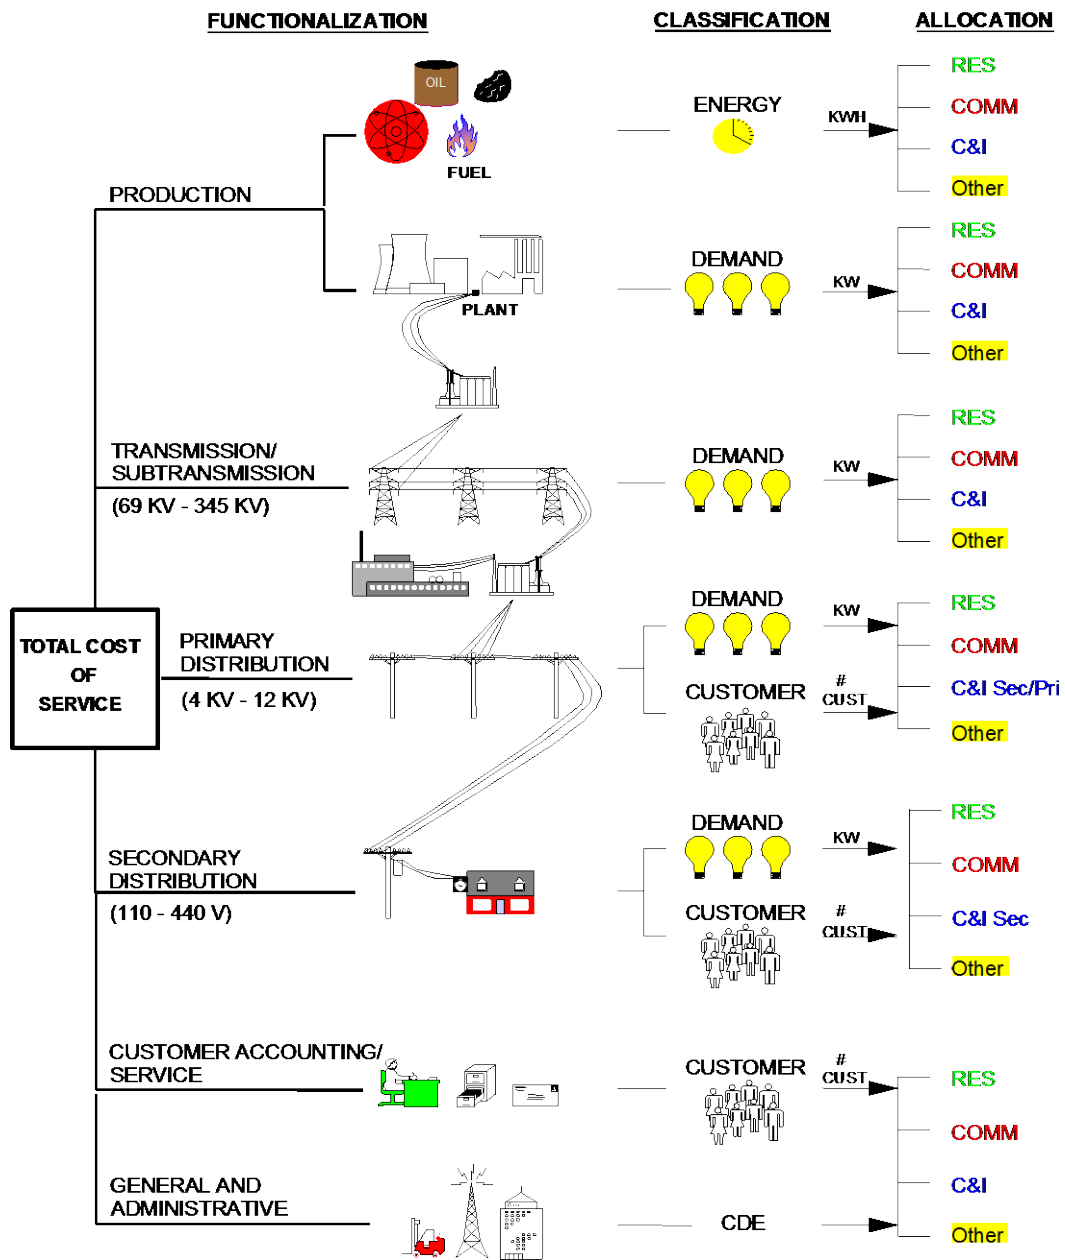 FUNCTIONALIZATION
CLASSIFICATION
ALLOCATION
OIL
FUEL
PRODUCTION
ENERGY
KWH
RES
COMM
C&I
Other
PLANT
DEMAND
KW
RES
COMM
C&I
Other
TRANSMISSION/
SUBTRANSMISSION
(69 KV - 345 KV)
DEMAND
KW
RES
COMM
C&I
Other
TOTAL COST
OF
SERVICE
PRIMARY
DISTRIBUTION
(4 KV - 12 KV)
DEMAND
KW
CUSTOMER
#
CUST
RES
COMM
C&I Sec/Pri
Other
SECONDARY
DISTRIBUTION
(110 - 440 V)
DEMAND
KW
CUSTOMER
#
CUST
RES
COMM
C&I Sec
Other
CUSTOMER ACCOUNTING/
SERVICE
CUSTOMER
#
CUST
GENERAL AND
ADMINISTRATIVE
CDE
RES
COMM
C&I
Other